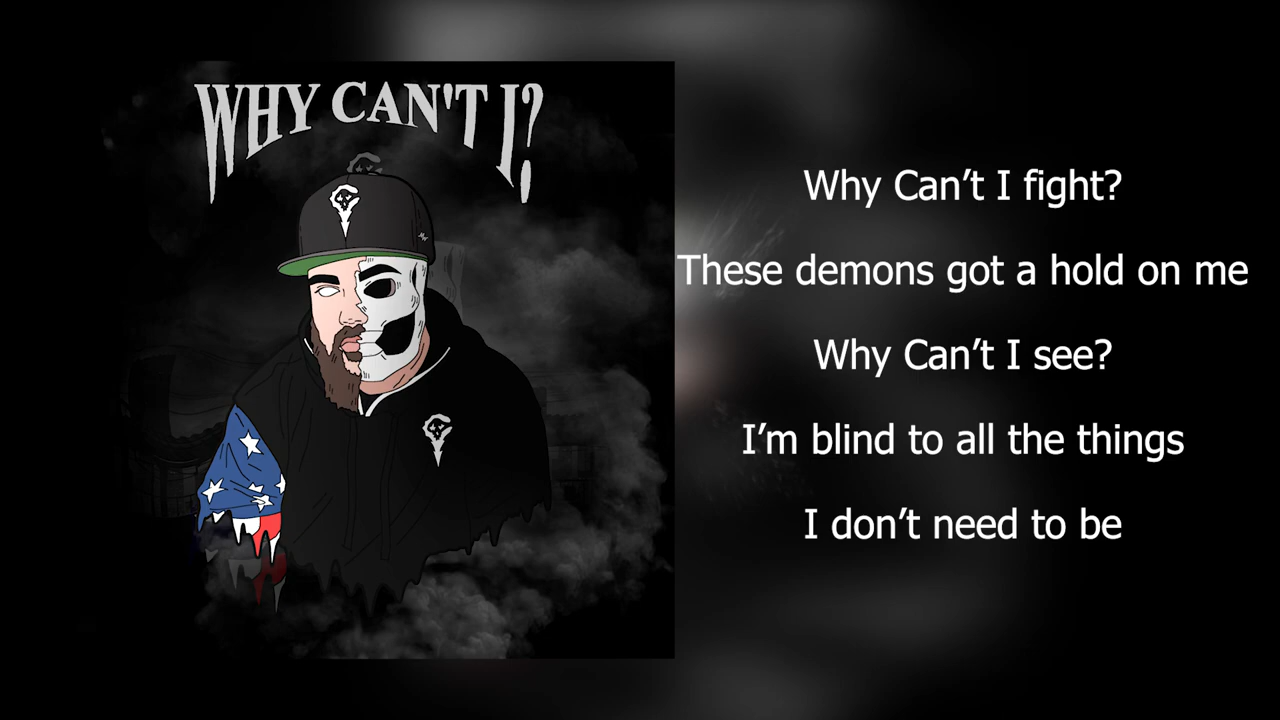 WHY CAN'T I?
Why Can’t I fight?
These demons got a hold on me
Why Can’t I see?
I’m blind to all the things
I don’t need to be